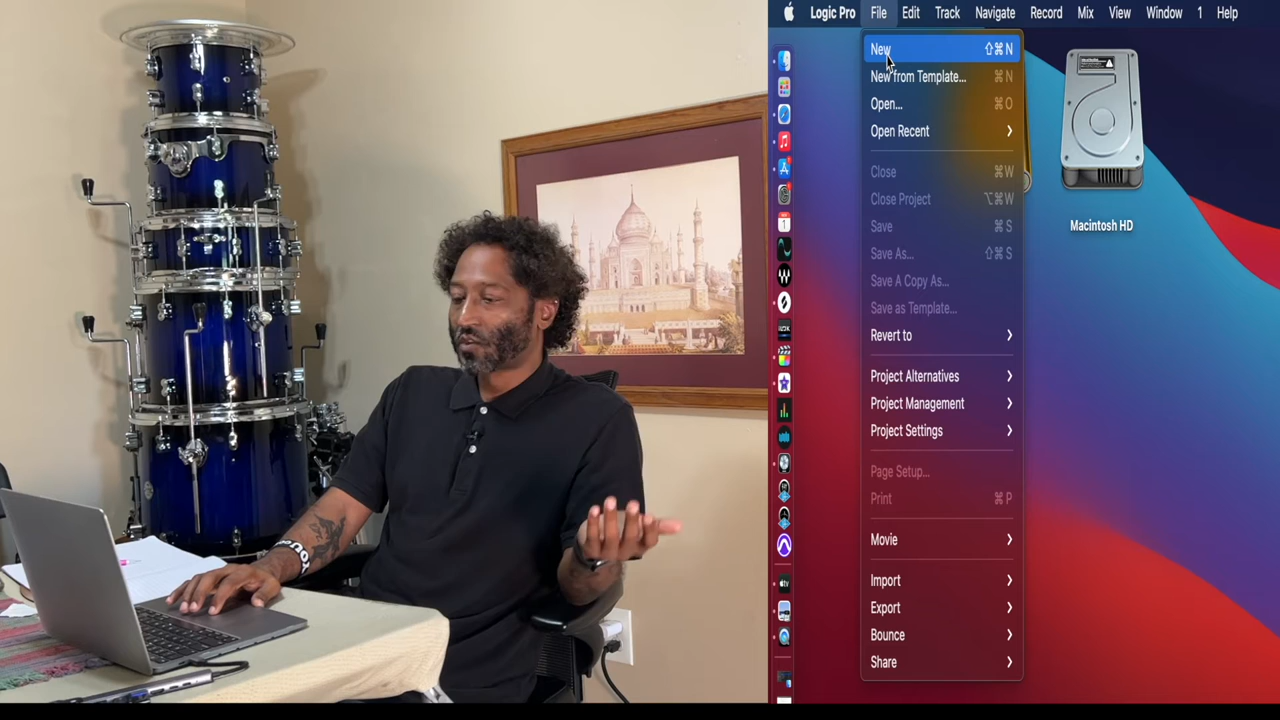 Logic Pro File Edit Track Navigate Record Mix View Window 1 Help
New ⇧⌘N
New from Template... ⌘N
Open... ⌘O
Open Recent
Close ⌘W
Close Project ⌥⌘W
Save ⌘S
Save As... ⇧⌘S
Save A Copy As...
Save as Template...
Revert to
Project Alternatives
Project Management
Project Settings
Page Setup...
Print ⌘P
Movie
Import
Export
Bounce
Share
Macintosh HD